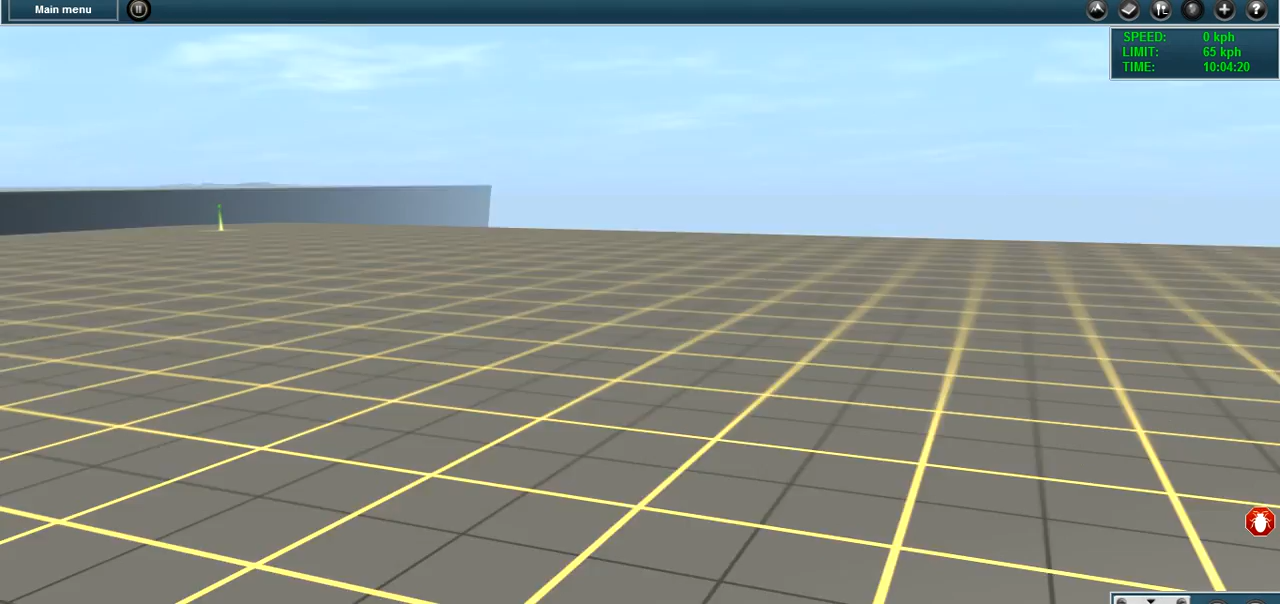 Main menu
SPEED: 0 kph
LIMIT: 65 kph
TIME: 10:04:20
?